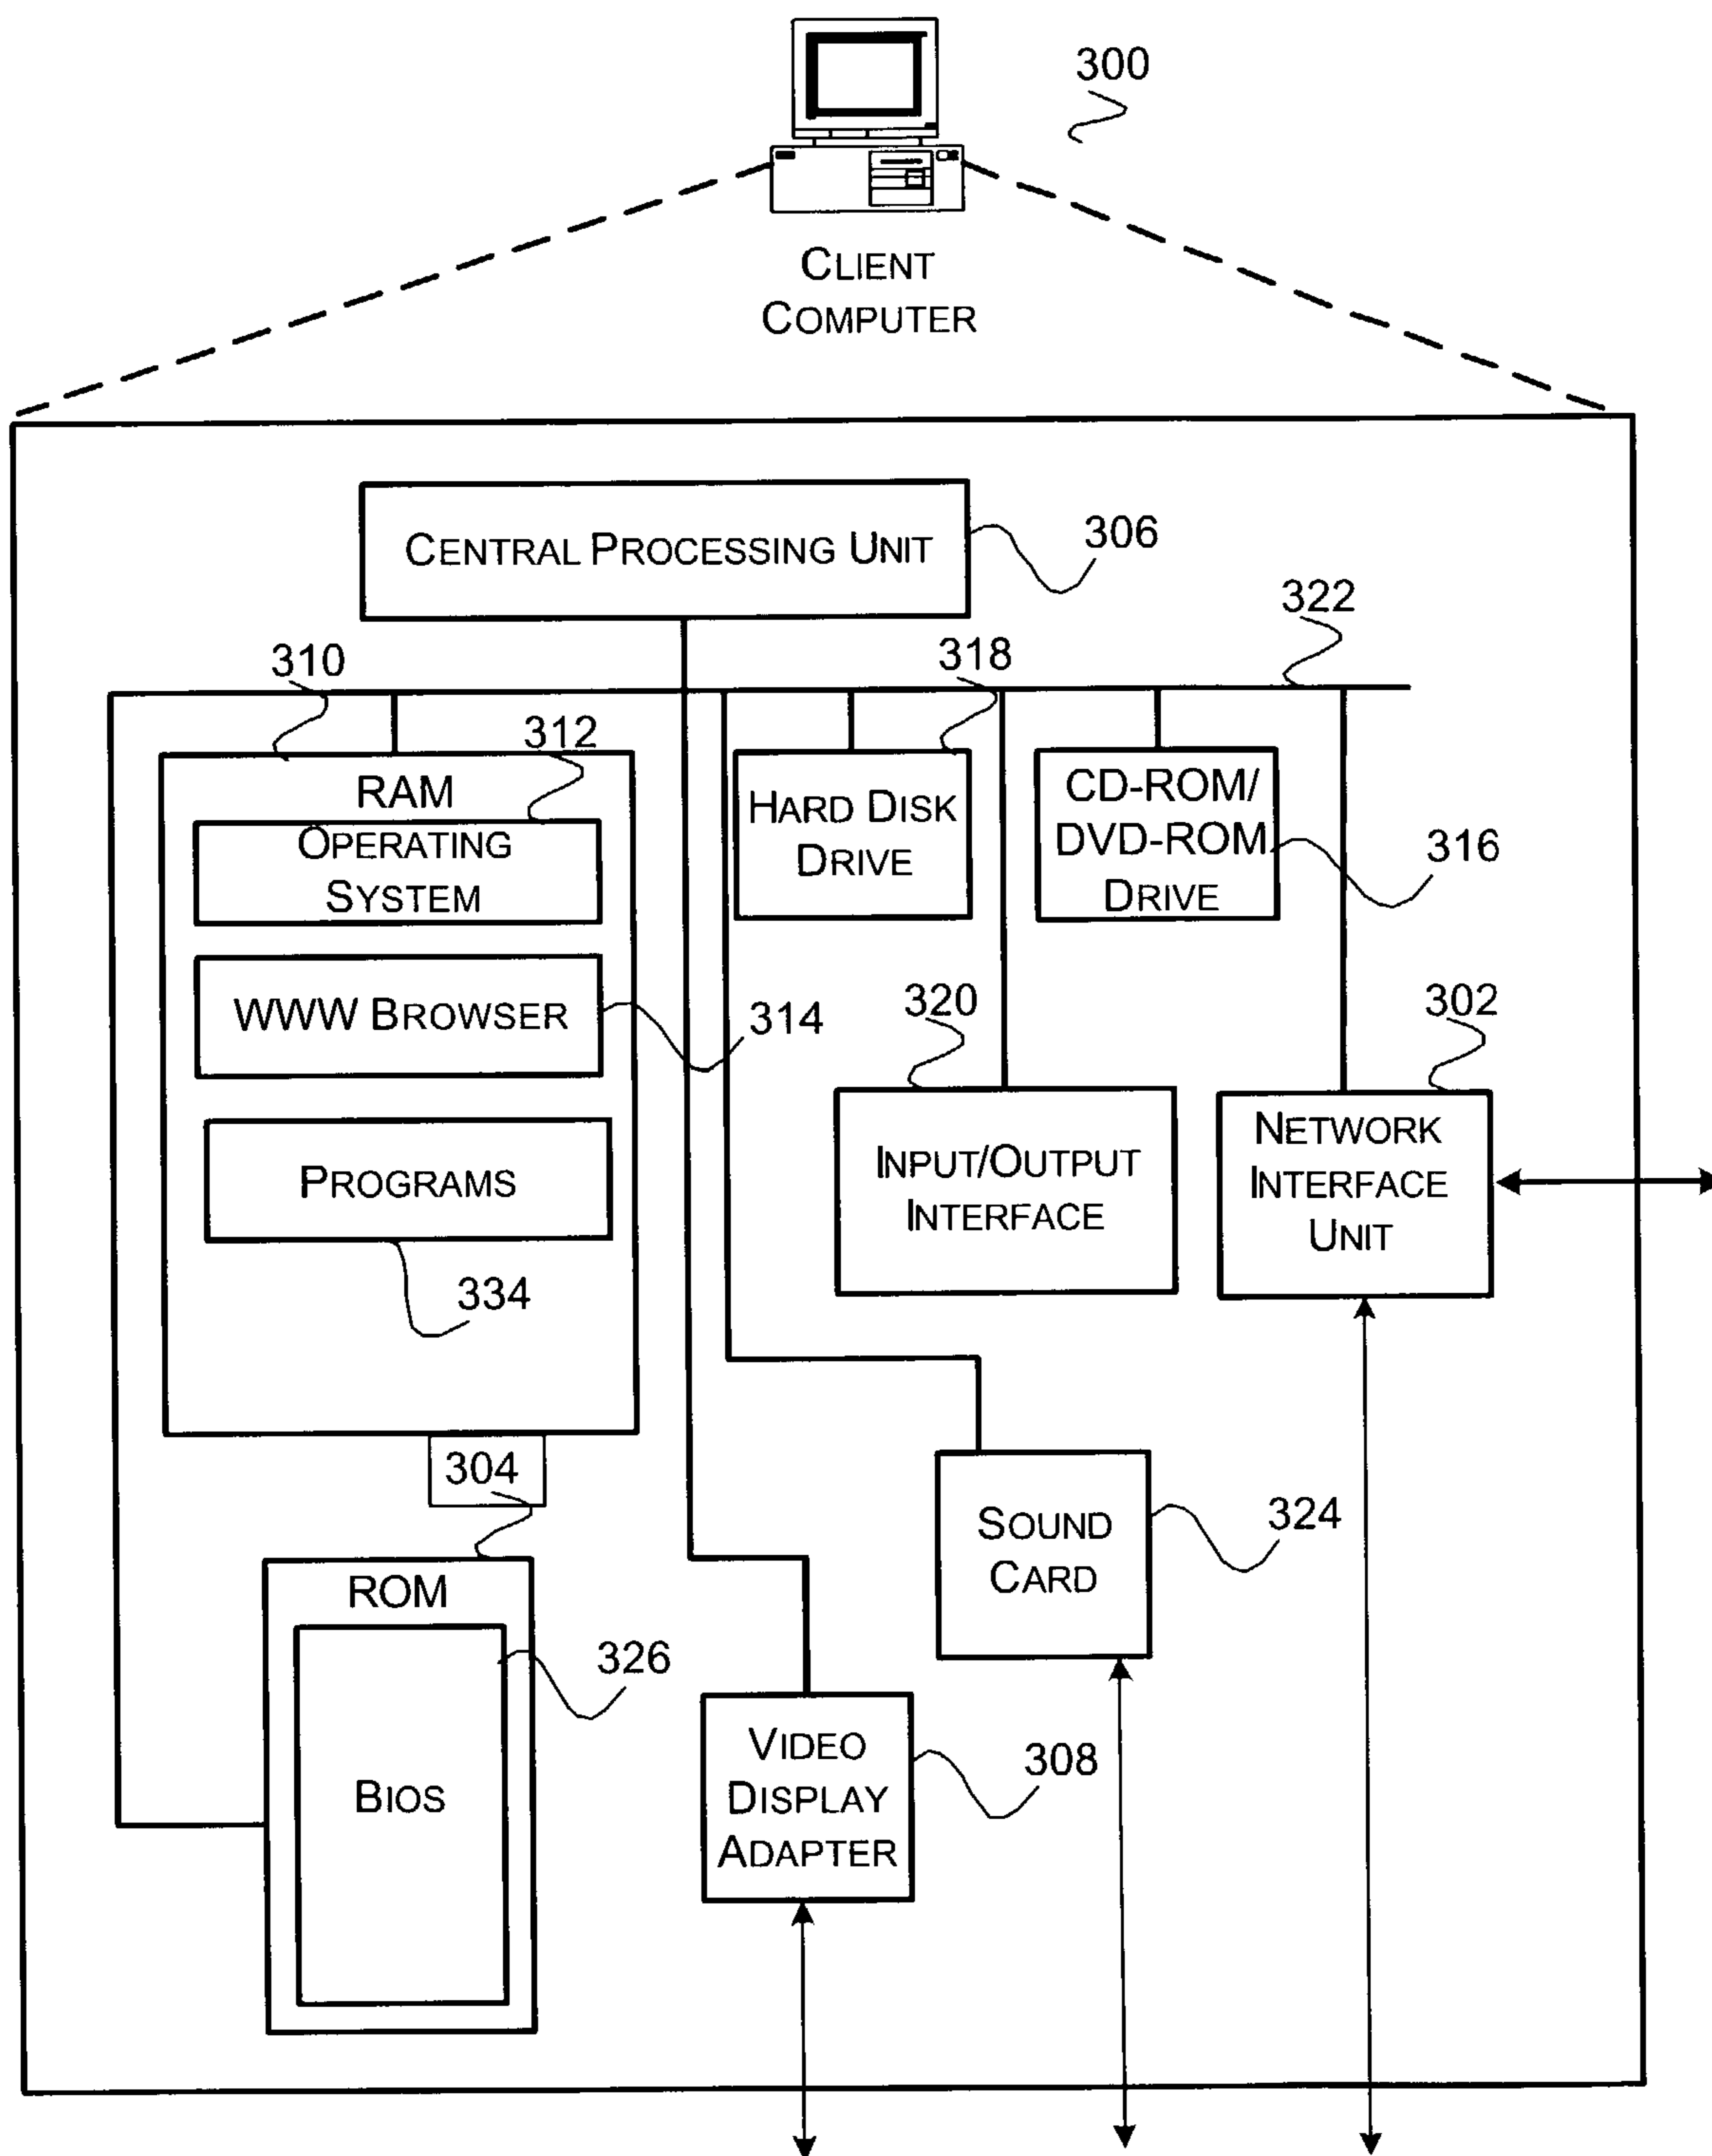 300
CLIENT
COMPUTER
CENTRAL PROCESSING UNIT
306
322
310
318
312
RAM
OPERATING
SYSTEM
HARD DISK
DRIVE
CD-ROM/
DVD-ROM
DRIVE
316
WWW BROWSER
314
320
302
PROGRAMS
334
INPUT/OUTPUT
INTERFACE
NETWORK
INTERFACE
UNIT
304
SOUND
CARD
324
ROM
326
BIOS
VIDEO
DISPLAY
ADAPTER
308